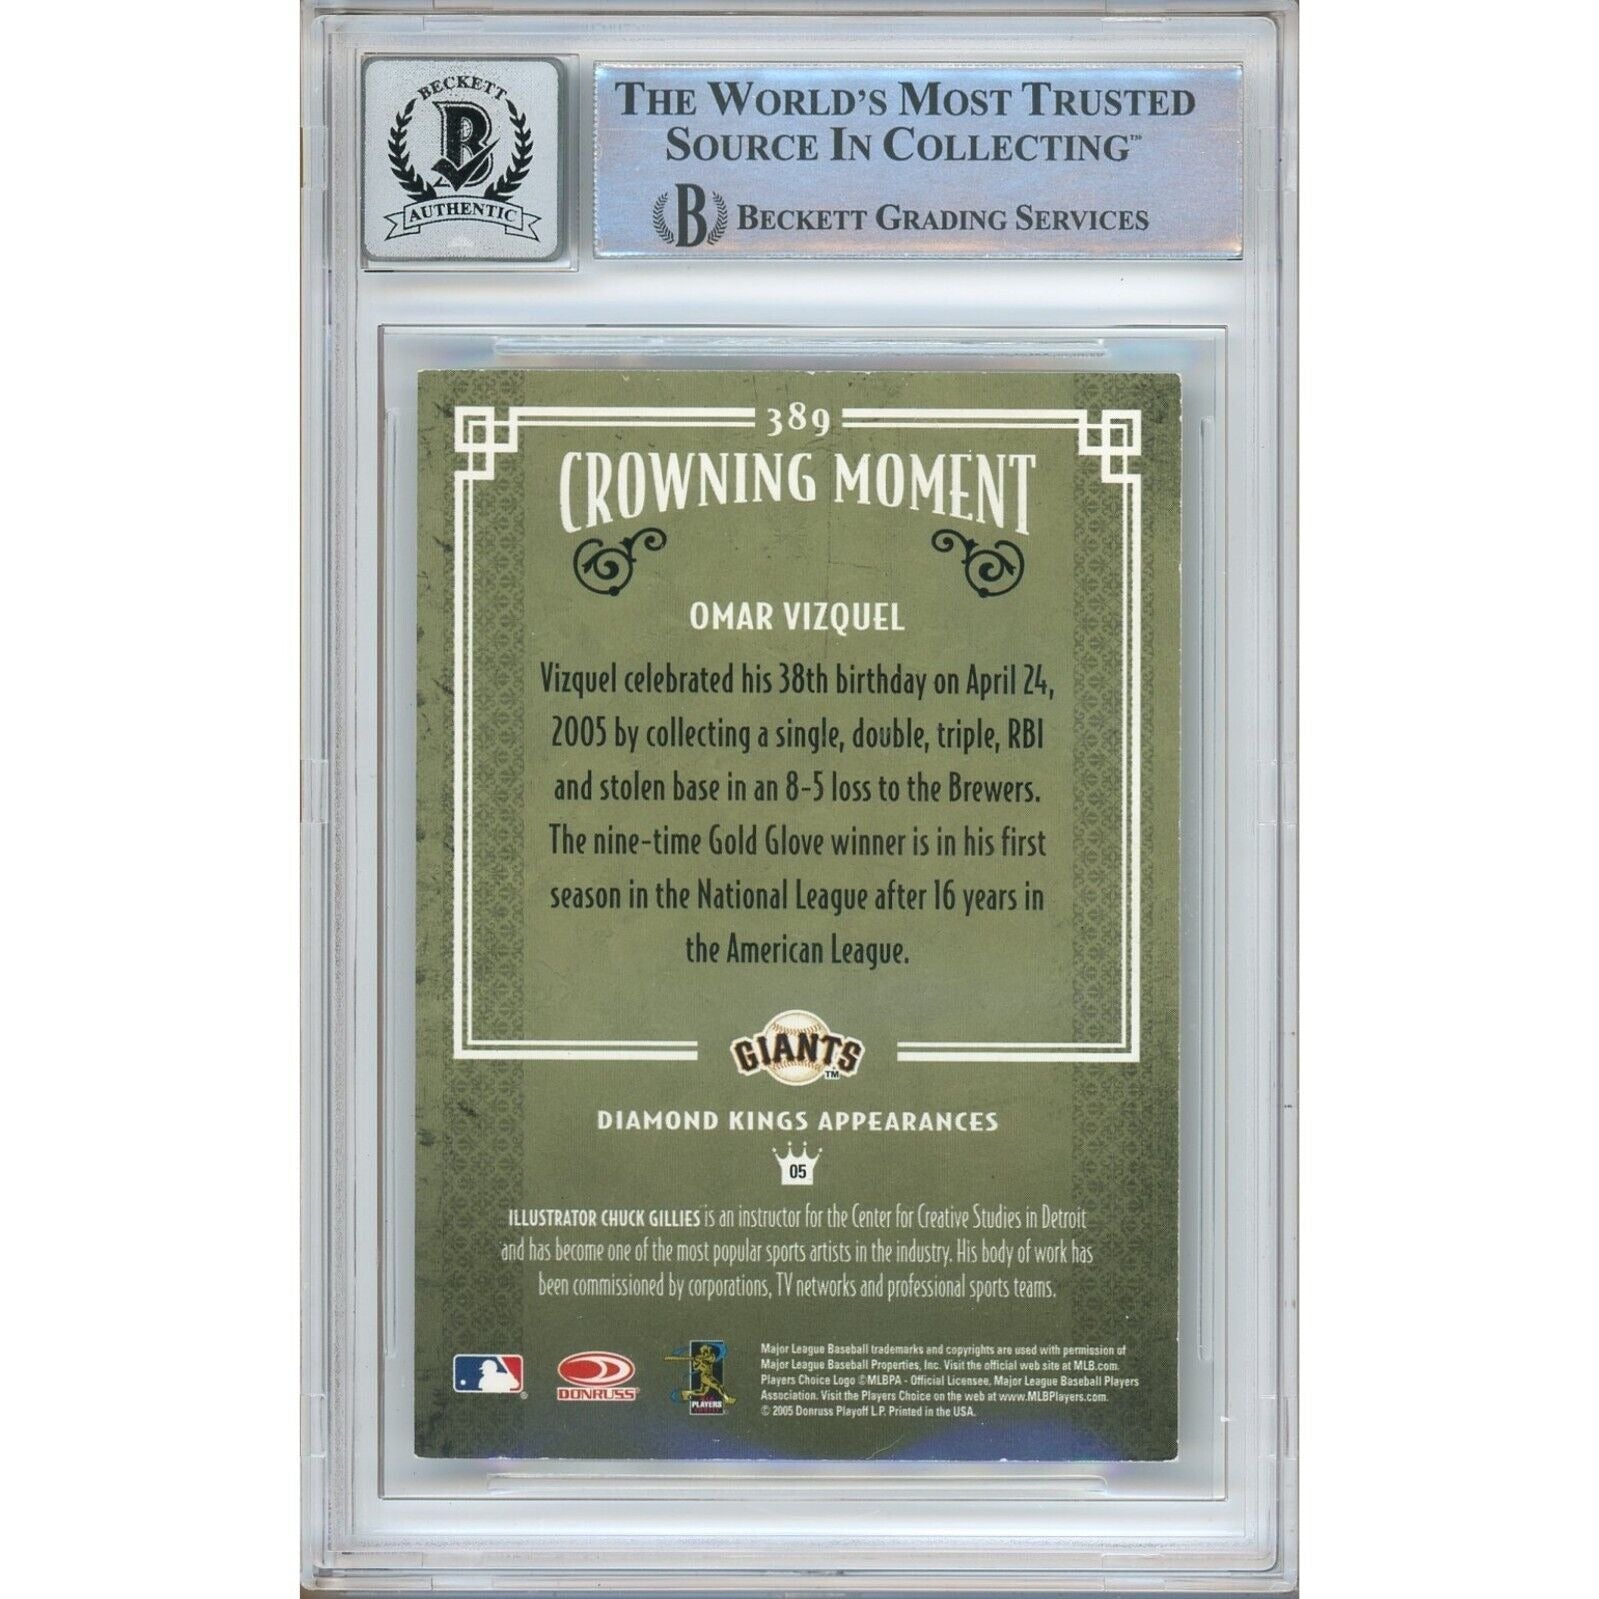 BECKETT
B
AUTHENTIC
THE WORLD'S MOST TRUSTED
SOURCE IN COLLECTING™
B BECKETT GRADING SERVICES
389
CROWNING MOMENT
OMAR VIZQUEL
Vizquel celebrated his 38th birthday on April 24,
2005 by collecting a single, double, triple, RBI
and stolen base in an 8-5 loss to the Brewers.
The nine-time Gold Glove winner is in his first
season in the National League after 16 years in
the American League.
GIANTS
TM
DIAMOND KINGS APPEARANCES
05
ILLUSTRATOR CHUCK GILLIES is an instructor for the Center for Creative Studies in Detroit
and has become one of the most popular sports artists in the industry. His body of work has
been commissioned by corporations, TV networks and professional sports teams.
DONRUSS
PLAYERS
Major League Baseball trademarks and copyrights are used with permission of
Major League Baseball Properties, Inc. Visit the official web site at MLB.com.
Players Choice Logo ©MLBPA - Official Licensee, Major League Baseball Players
Association. Visit the Players Choice on the web at www.MLBPlayers.com.
© 2005 Donruss Playoff L.P. Printed in the USA.